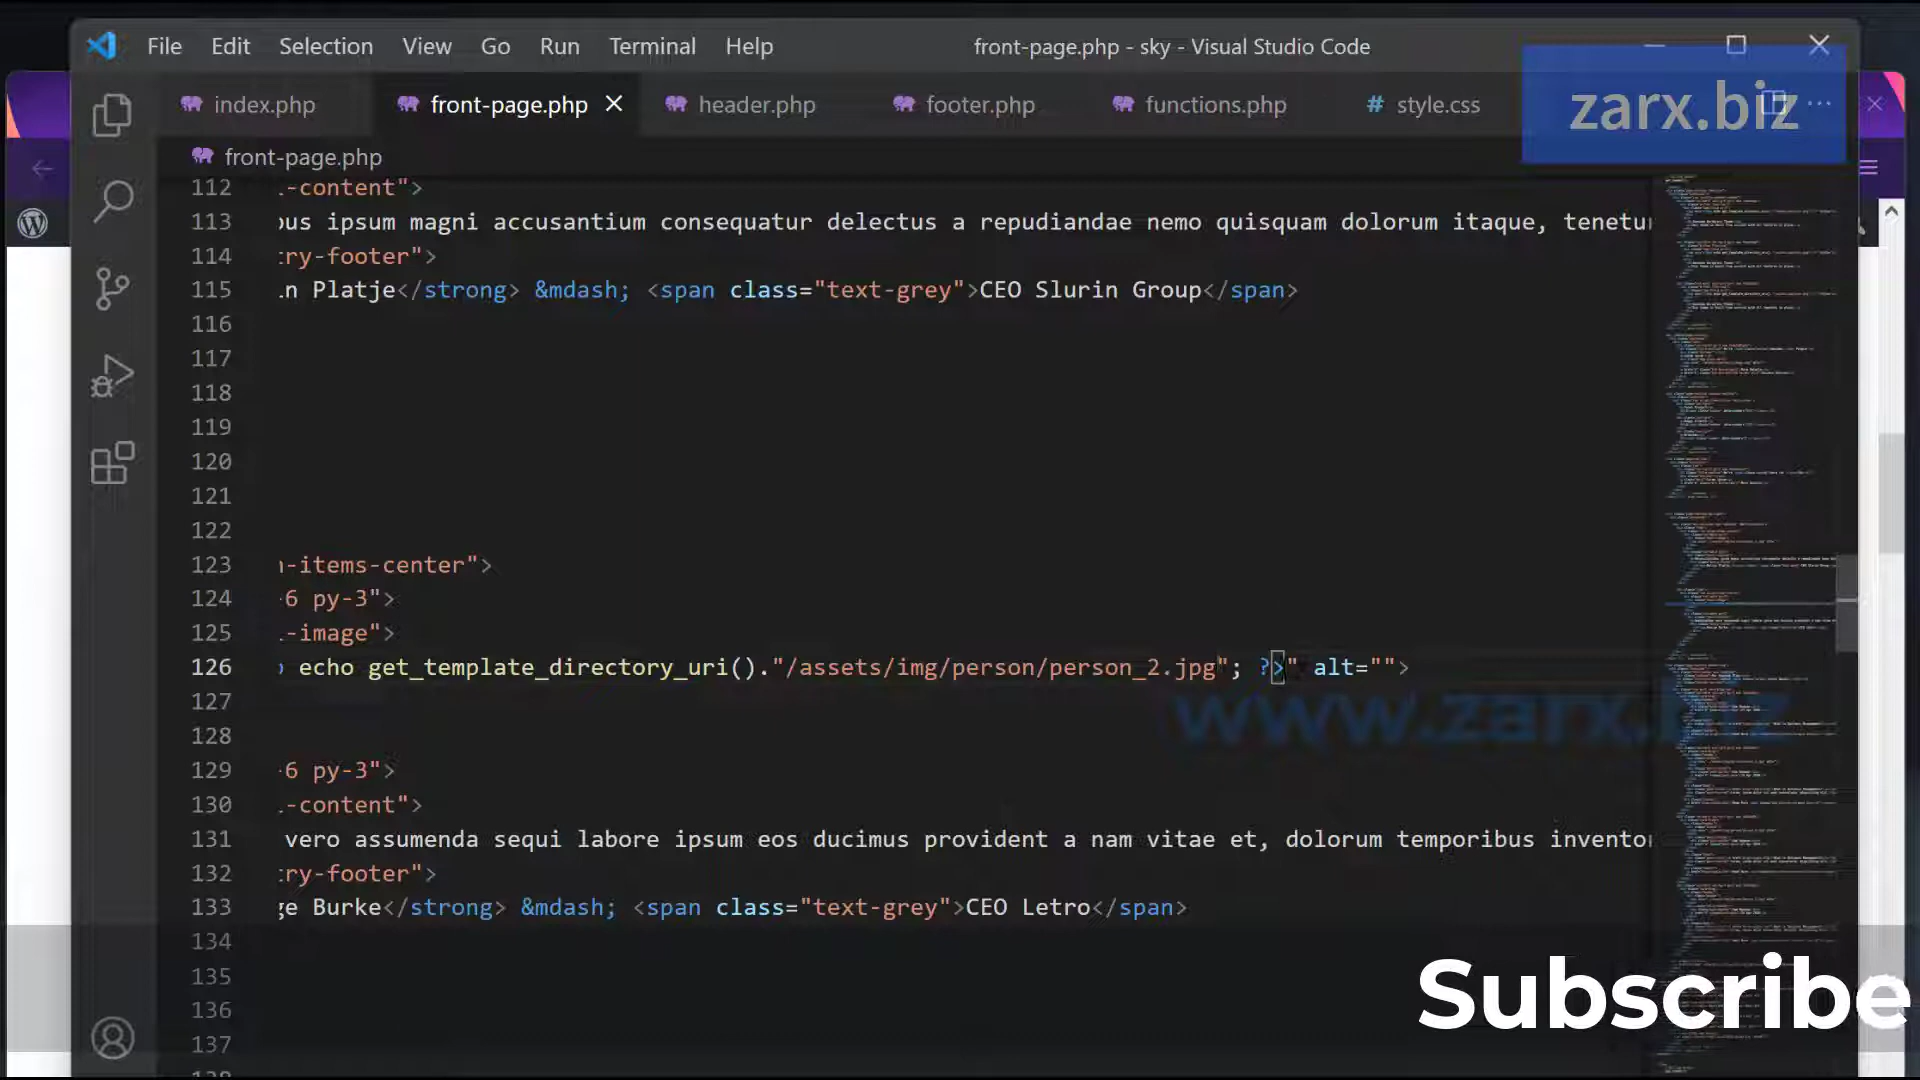 File Edit Selection View Go Run Terminal Help front-page.php - sky - Visual Studio Code
index.php front-page.php header.php footer.php functions.php # style.css
zarx.biz
front-page.php
112 -content">
113 ipsum magni accusantium consequatur delectus a repudiandae nemo quisquam dolorum itaque, tenetur
114 ry-footer">
115 n Platje</strong> &mdash; <span class="text-grey">CEO Slurin Group</span>
116
117
118
119
120
121
122
123 -items-center">
124 -6 py-3">
125 -image">
126 echo get_template_directory_uri()."/assets/img/person/person_2.jpg"; ?>" alt="">
127
www.zarx.biz
128
129 -6 py-3">
130 -content">
131 vero assumenda sequi labore ipsum eos ducimus provident a nam vitae et, dolorum temporibus invento
132 ry-footer">
133 ge Burke</strong> &mdash; <span class="text-grey">CEO Letro</span>
134
135
136
137
Subscribe